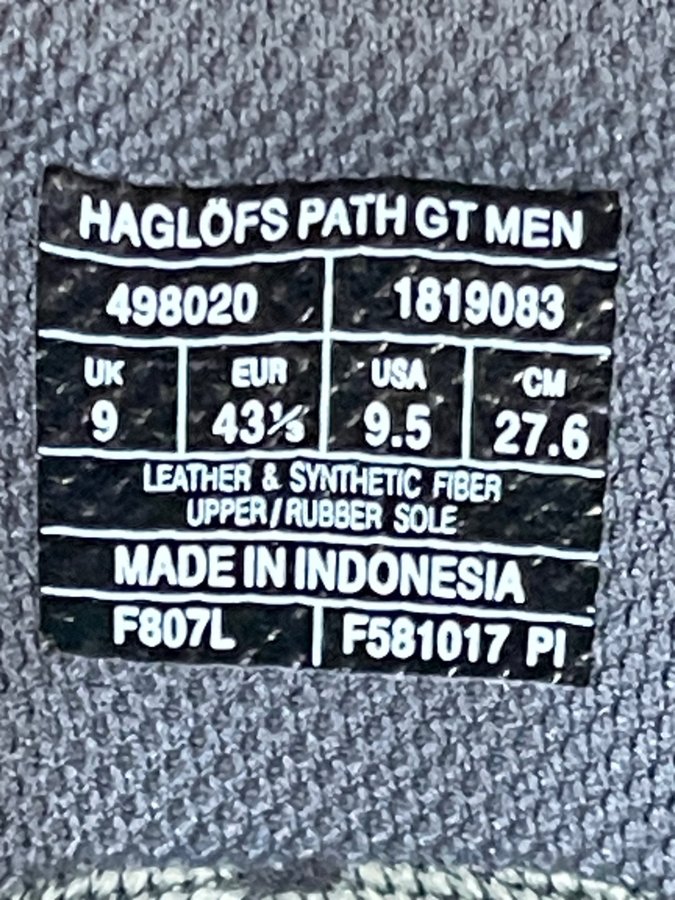 HAGLÖFS PATH GT MEN
498020 1819083
UK EUR USA CM
9 43⅓ 9.5 27.6
LEATHER & SYNTHETIC FIBER
UPPER/RUBBER SOLE
MADE IN INDONESIA
F807L F581017 PI